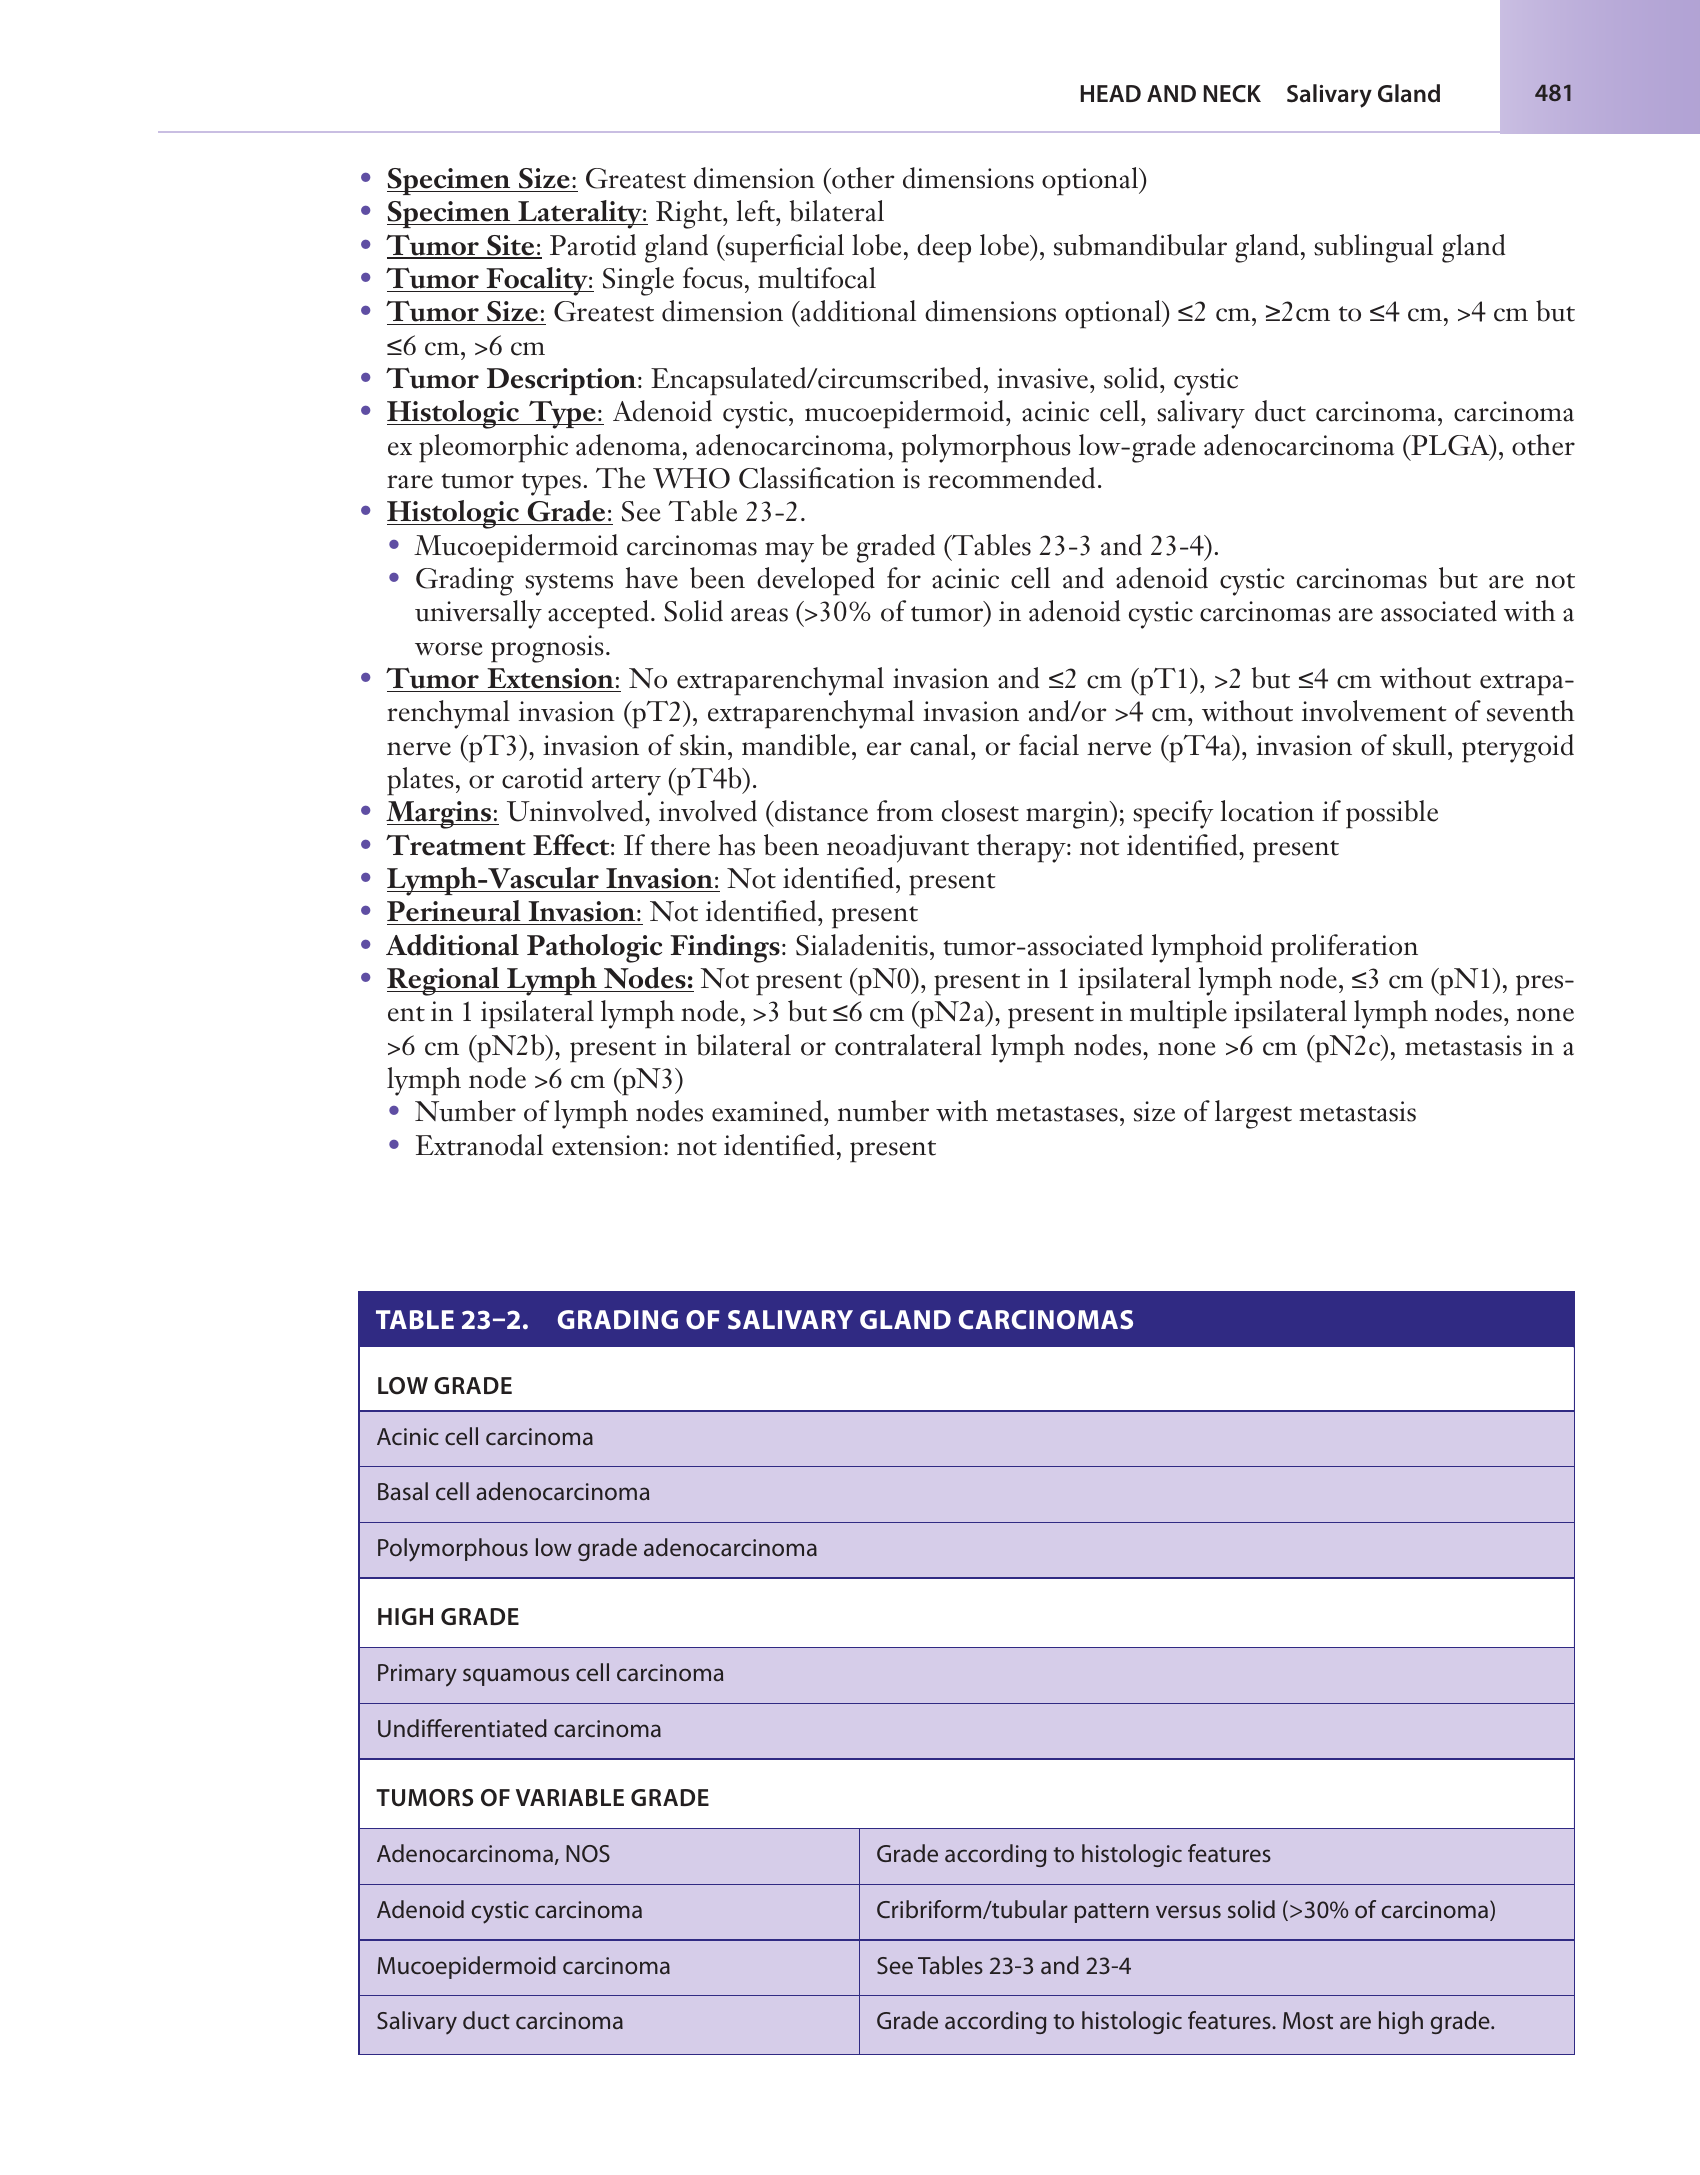 HEAD AND NECK Salivary Gland 481
• Specimen Size: Greatest dimension (other dimensions optional)
• Specimen Laterality: Right, left, bilateral
• Tumor Site: Parotid gland (superficial lobe, deep lobe), submandibular gland, sublingual gland
• Tumor Focality: Single focus, multifocal
• Tumor Size: Greatest dimension (additional dimensions optional) ≤2 cm, ≥2cm to ≤4 cm, >4 cm but
≤6 cm, >6 cm
• Tumor Description: Encapsulated/circumscribed, invasive, solid, cystic
• Histologic Type: Adenoid cystic, mucoepidermoid, acinic cell, salivary duct carcinoma, carcinoma
ex pleomorphic adenoma, adenocarcinoma, polymorphous low-grade adenocarcinoma (PLGA), other
rare tumor types. The WHO Classification is recommended.
• Histologic Grade: See Table 23-2.
• Mucoepidermoid carcinomas may be graded (Tables 23-3 and 23-4).
• Grading systems have been developed for acinic cell and adenoid cystic carcinomas but are not
universally accepted. Solid areas (>30% of tumor) in adenoid cystic carcinomas are associated with a
worse prognosis.
• Tumor Extension: No extraparenchymal invasion and ≤2 cm (pT1), >2 but ≤4 cm without extrapa-
renchymal invasion (pT2), extraparenchymal invasion and/or >4 cm, without involvement of seventh
nerve (pT3), invasion of skin, mandible, ear canal, or facial nerve (pT4a), invasion of skull, pterygoid
plates, or carotid artery (pT4b).
• Margins: Uninvolved, involved (distance from closest margin); specify location if possible
• Treatment Effect: If there has been neoadjuvant therapy: not identified, present
• Lymph-Vascular Invasion: Not identified, present
• Perineural Invasion: Not identified, present
• Additional Pathologic Findings: Sialadenitis, tumor-associated lymphoid proliferation
• Regional Lymph Nodes: Not present (pN0), present in 1 ipsilateral lymph node, ≤3 cm (pN1), pres-
ent in 1 ipsilateral lymph node, >3 but ≤6 cm (pN2a), present in multiple ipsilateral lymph nodes, none
>6 cm (pN2b), present in bilateral or contralateral lymph nodes, none >6 cm (pN2c), metastasis in a
lymph node >6 cm (pN3)
• Number of lymph nodes examined, number with metastases, size of largest metastasis
• Extranodal extension: not identified, present
TABLE 23–2. GRADING OF SALIVARY GLAND CARCINOMAS
LOW GRADE
Acinic cell carcinoma
Basal cell adenocarcinoma
Polymorphous low grade adenocarcinoma
HIGH GRADE
Primary squamous cell carcinoma
Undifferentiated carcinoma
TUMORS OF VARIABLE GRADE
Adenocarcinoma, NOS Grade according to histologic features
Adenoid cystic carcinoma Cribriform/tubular pattern versus solid (>30% of carcinoma)
Mucoepidermoid carcinoma See Tables 23-3 and 23-4
Salivary duct carcinoma Grade according to histologic features. Most are high grade.